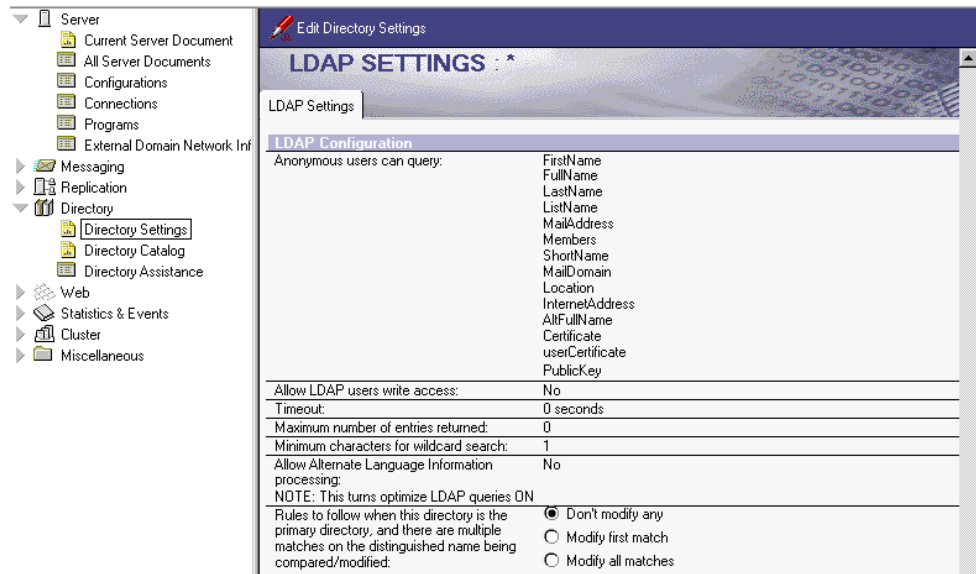 Server
Current Server Document
All Server Documents
Configurations
Connections
Programs
External Domain Network Inf
Messaging
Replication
Directory
Directory Settings
Directory Catalog
Directory Assistance
Web
Statistics & Events
Cluster
Miscellaneous
Edit Directory Settings
LDAP SETTINGS : *
LDAP Settings
LDAP Configuration
Anonymous users can query:
FirstName
FullName
LastName
ListName
MailAddress
Members
ShortName
MailDomain
Location
InternetAddress
AltFullName
Certificate
userCertificate
PublicKey
Allow LDAP users write access: No
Timeout: 0 seconds
Maximum number of entries returned: 0
Minimum characters for wildcard search: 1
Allow Alternate Language Information No
processing:
NOTE: This turns optimize LDAP queries ON
Rules to follow when this directory is the
primary directory, and there are multiple
matches on the distinguished name being
compared/modified:
Don't modify any
Modify first match
Modify all matches